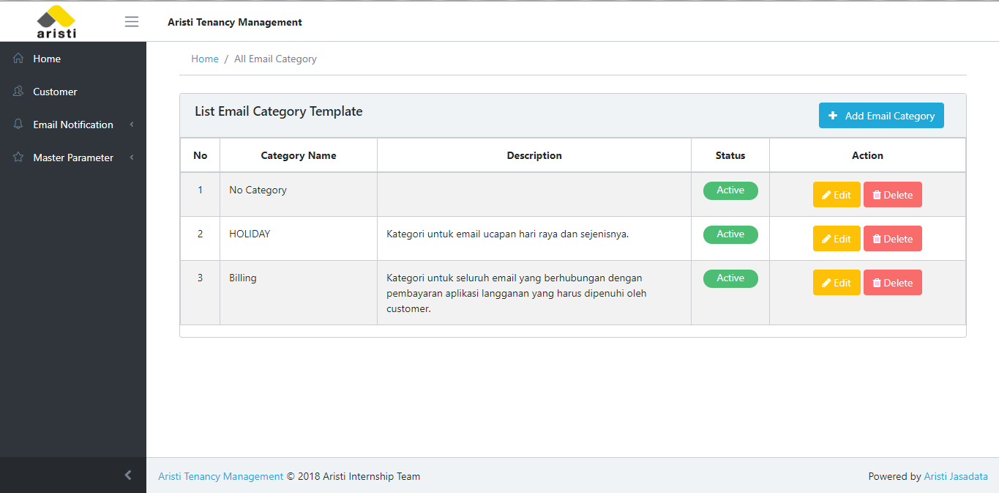 aristi
Aristi Tenancy Management
Home
Customer
Email Notification
Master Parameter
Home / All Email Category
List Email Category Template
Add Email Category
No Category Name Description Status Action
1 No Category Active Edit Delete
2 HOLIDAY Kategori untuk email ucapan hari raya dan sejenisnya. Active Edit Delete
3 Billing Kategori untuk seluruh email yang berhubungan dengan Active Edit Delete
pembayaran aplikasi langganan yang harus dipenuhi oleh
customer.
Aristi Tenancy Management © 2018 Aristi Internship Team
Powered by Aristi Jasadata